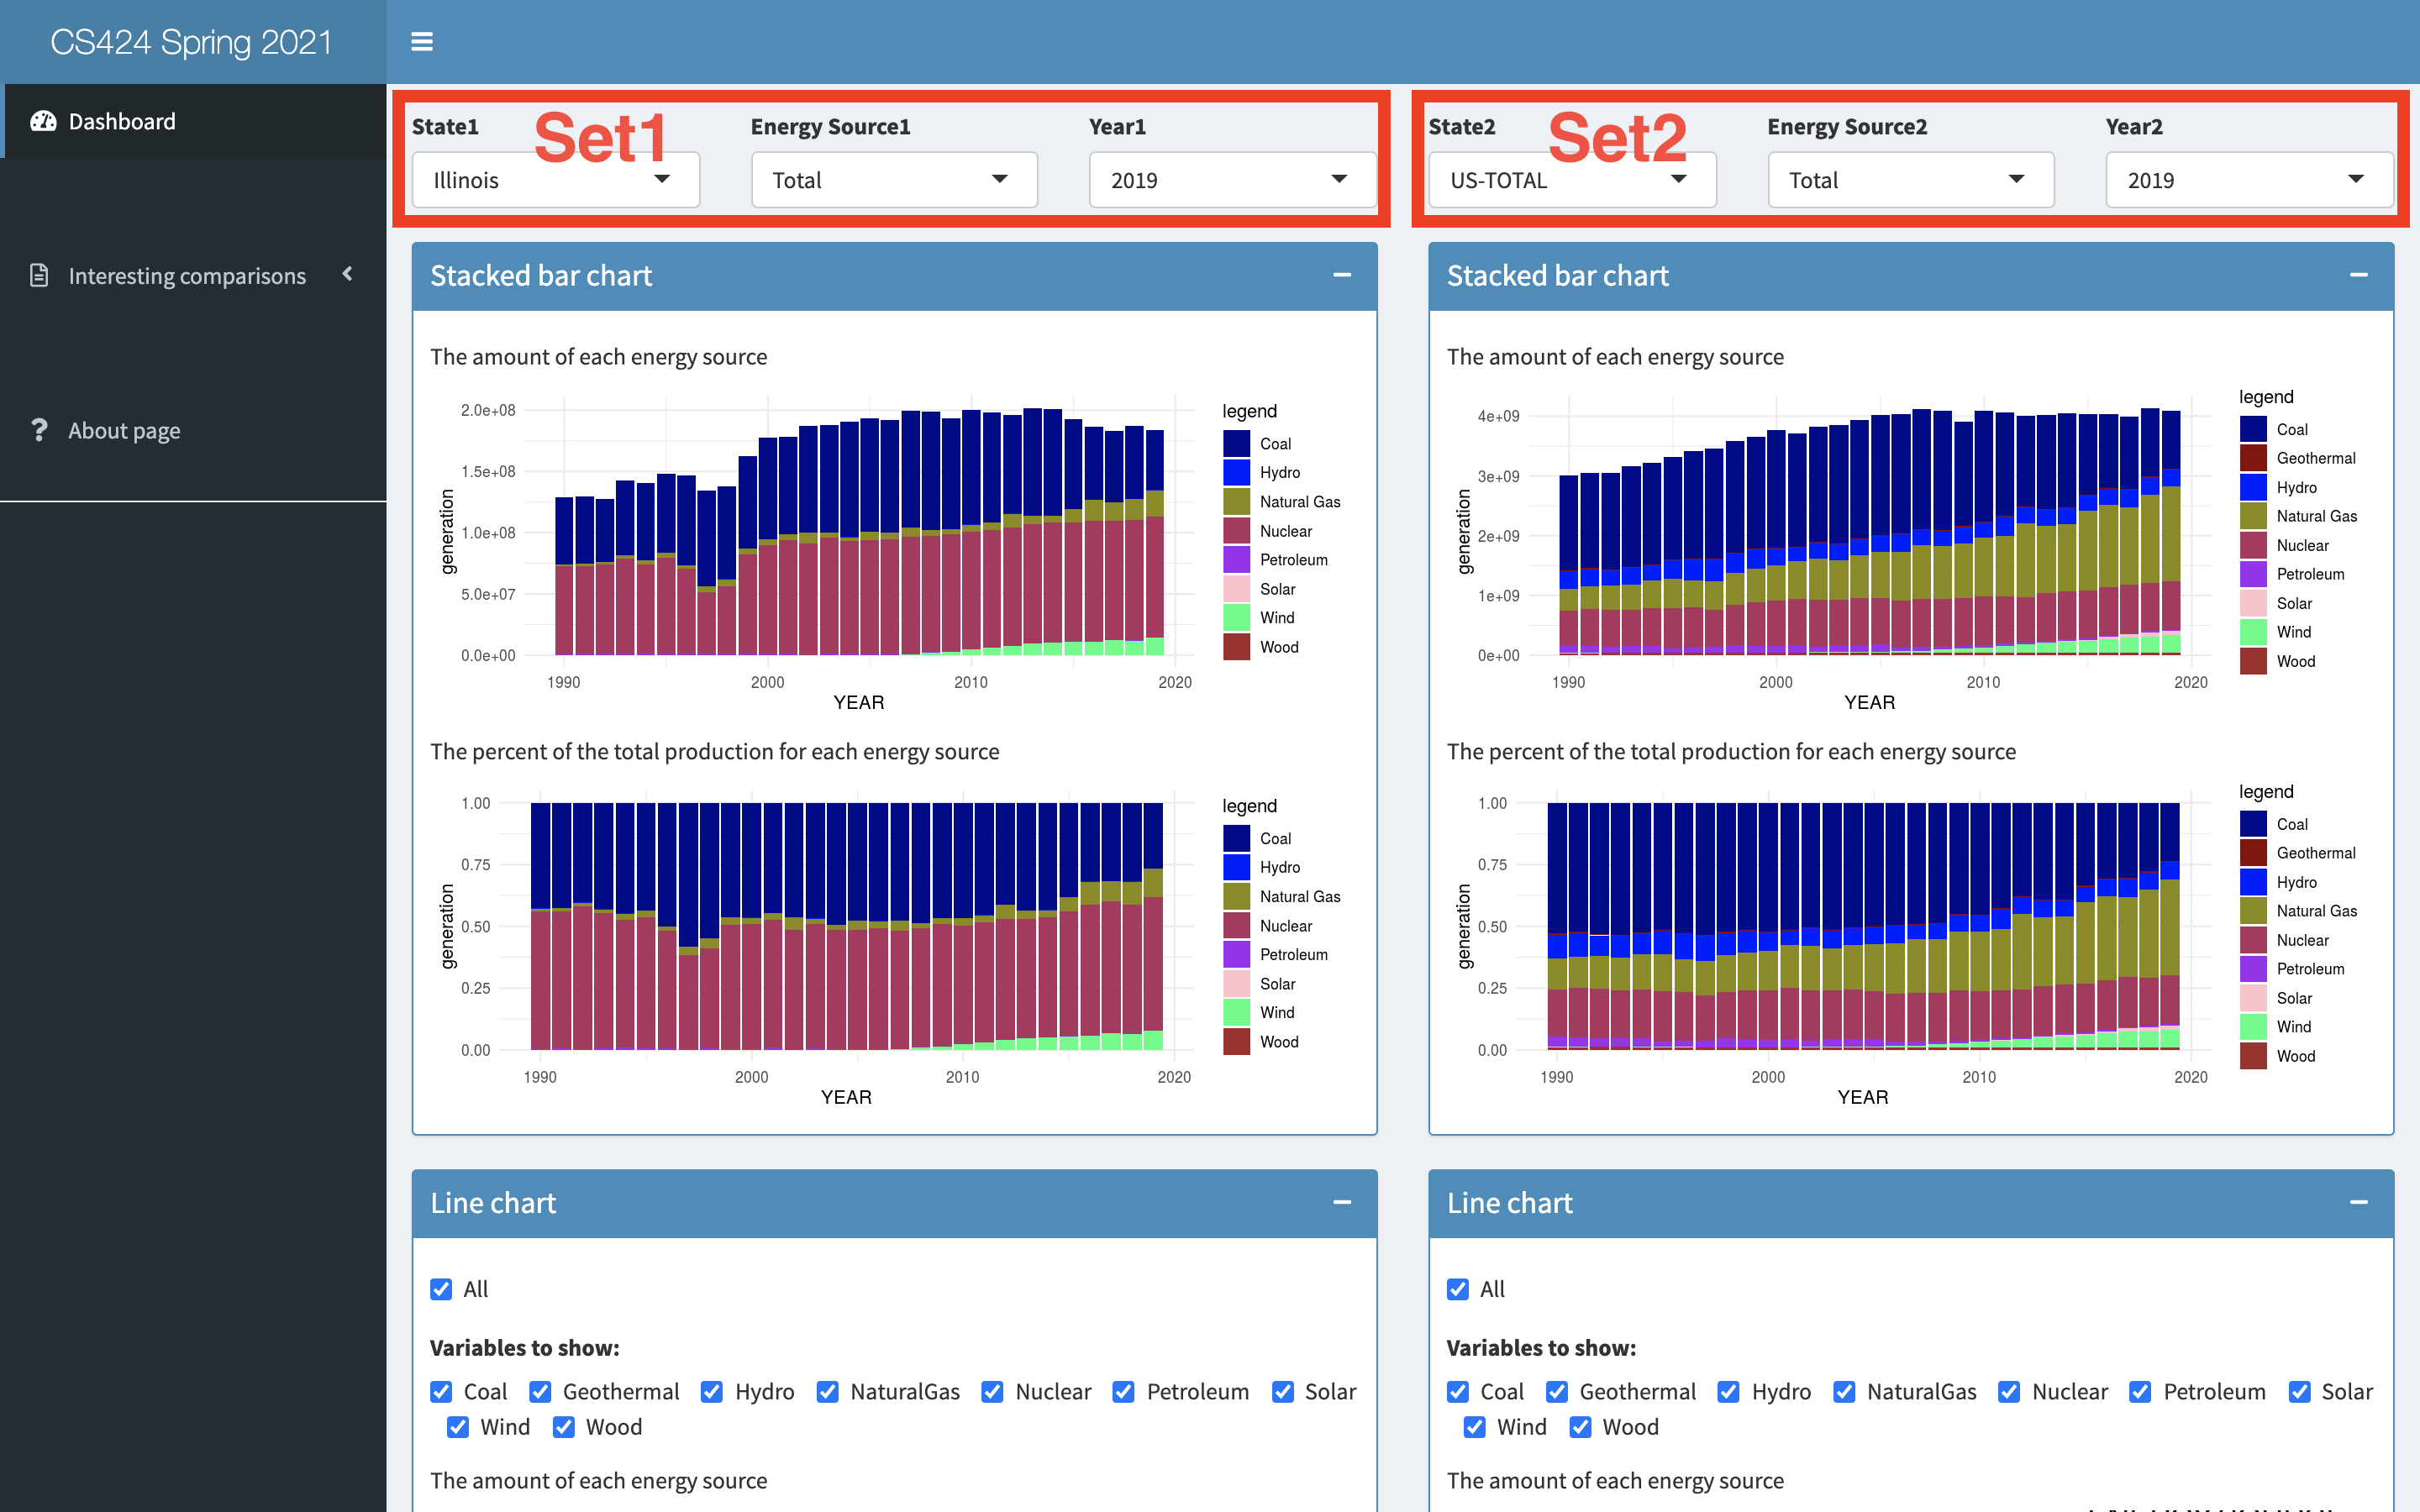 CS424 Spring 2021
Dashboard
Interesting comparisons
About page
Set1
State1 Energy Source1 Year1
Illinois Total 2019
Set2
State2 Energy Source2 Year2
US-TOTAL Total 2019
Stacked bar chart
The amount of each energy source
generation
2.0e+08
1.5e+08
1.0e+08
5.0e+07
0.0e+00
1990 2000 2010 2020
YEAR
legend
Coal
Hydro
Natural Gas
Nuclear
Petroleum
Solar
Wind
Wood
The percent of the total production for each energy source
generation
1.00
0.75
0.50
0.25
0.00
1990 2000 2010 2020
YEAR
legend
Coal
Hydro
Natural Gas
Nuclear
Petroleum
Solar
Wind
Wood
Line chart
All
Variables to show:
Coal Geothermal Hydro NaturalGas Nuclear Petroleum Solar
Wind Wood
The amount of each energy source
Stacked bar chart
The amount of each energy source
generation
4e+09
3e+09
2e+09
1e+09
0e+00
1990 2000 2010 2020
YEAR
legend
Coal
Geothermal
Hydro
Natural Gas
Nuclear
Petroleum
Solar
Wind
Wood
The percent of the total production for each energy source
generation
1.00
0.75
0.50
0.25
0.00
1990 2000 2010 2020
YEAR
legend
Coal
Geothermal
Hydro
Natural Gas
Nuclear
Petroleum
Solar
Wind
Wood
Line chart
All
Variables to show:
Coal Geothermal Hydro NaturalGas Nuclear Petroleum Solar
Wind Wood
The amount of each energy source